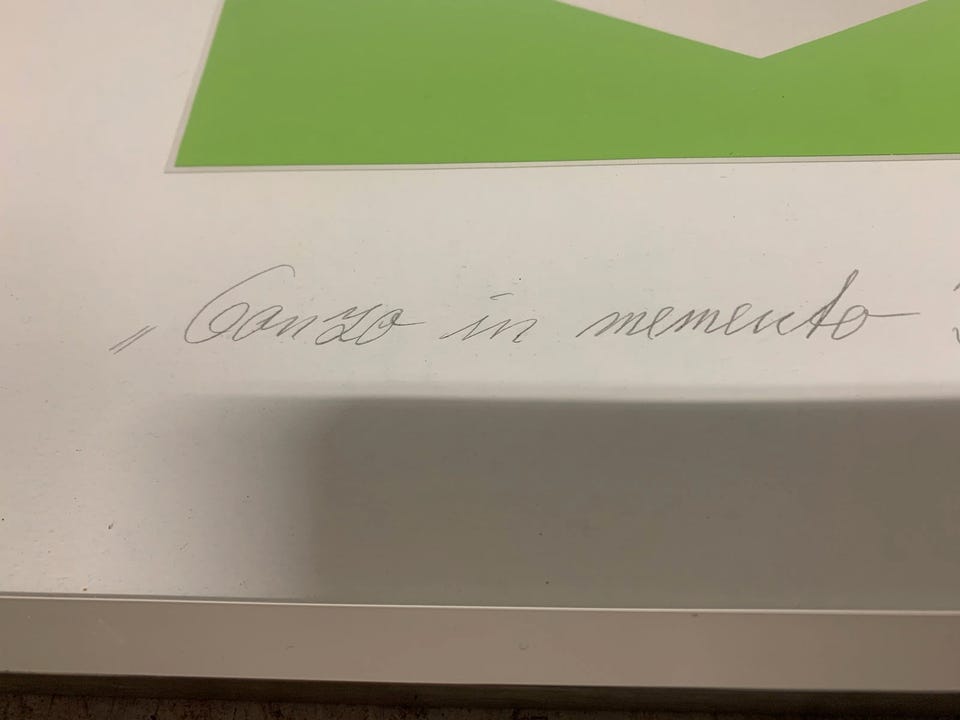 „ Canzo in memento